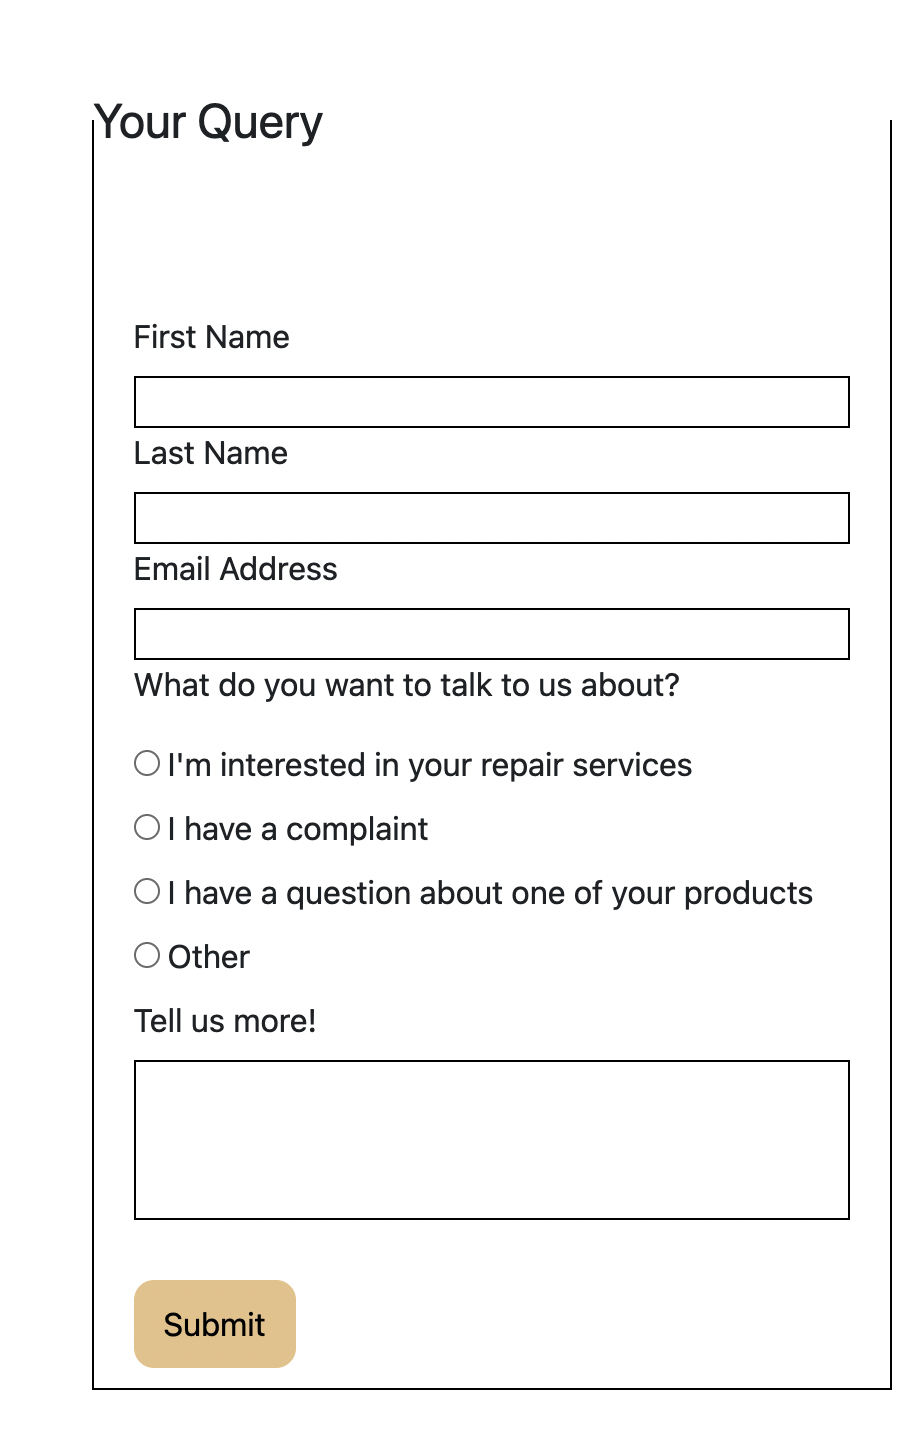 Your Query
First Name
Last Name
Email Address
What do you want to talk to us about?
I'm interested in your repair services
I have a complaint
I have a question about one of your products
Other
Tell us more!
Submit